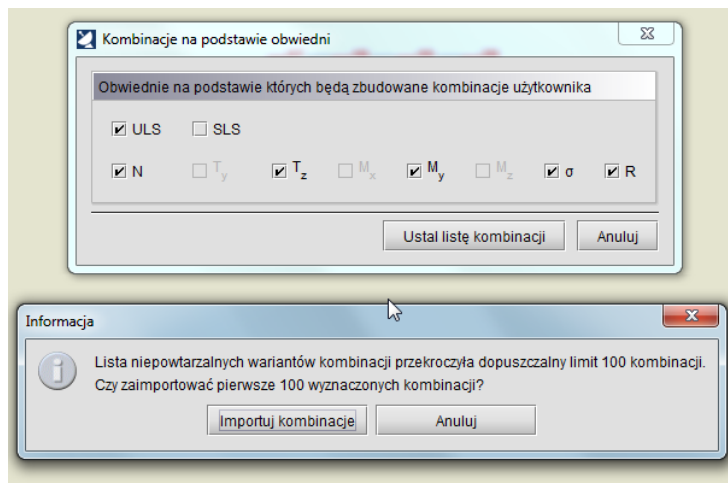 Kombinacje na podstawie obwiedni
Obwiednie na podstawie których będą zbudowane kombinacje użytkownika
ULS SLS
N Ty Tz Mx My Mz σ R
Ustal listę kombinacji Anuluj
Informacja
Lista niepowtarzalnych wariantów kombinacji przekroczyła dopuszczalny limit 100 kombinacji.
Czy zaimportować pierwsze 100 wyznaczonych kombinacji?
Importuj kombinacje Anuluj